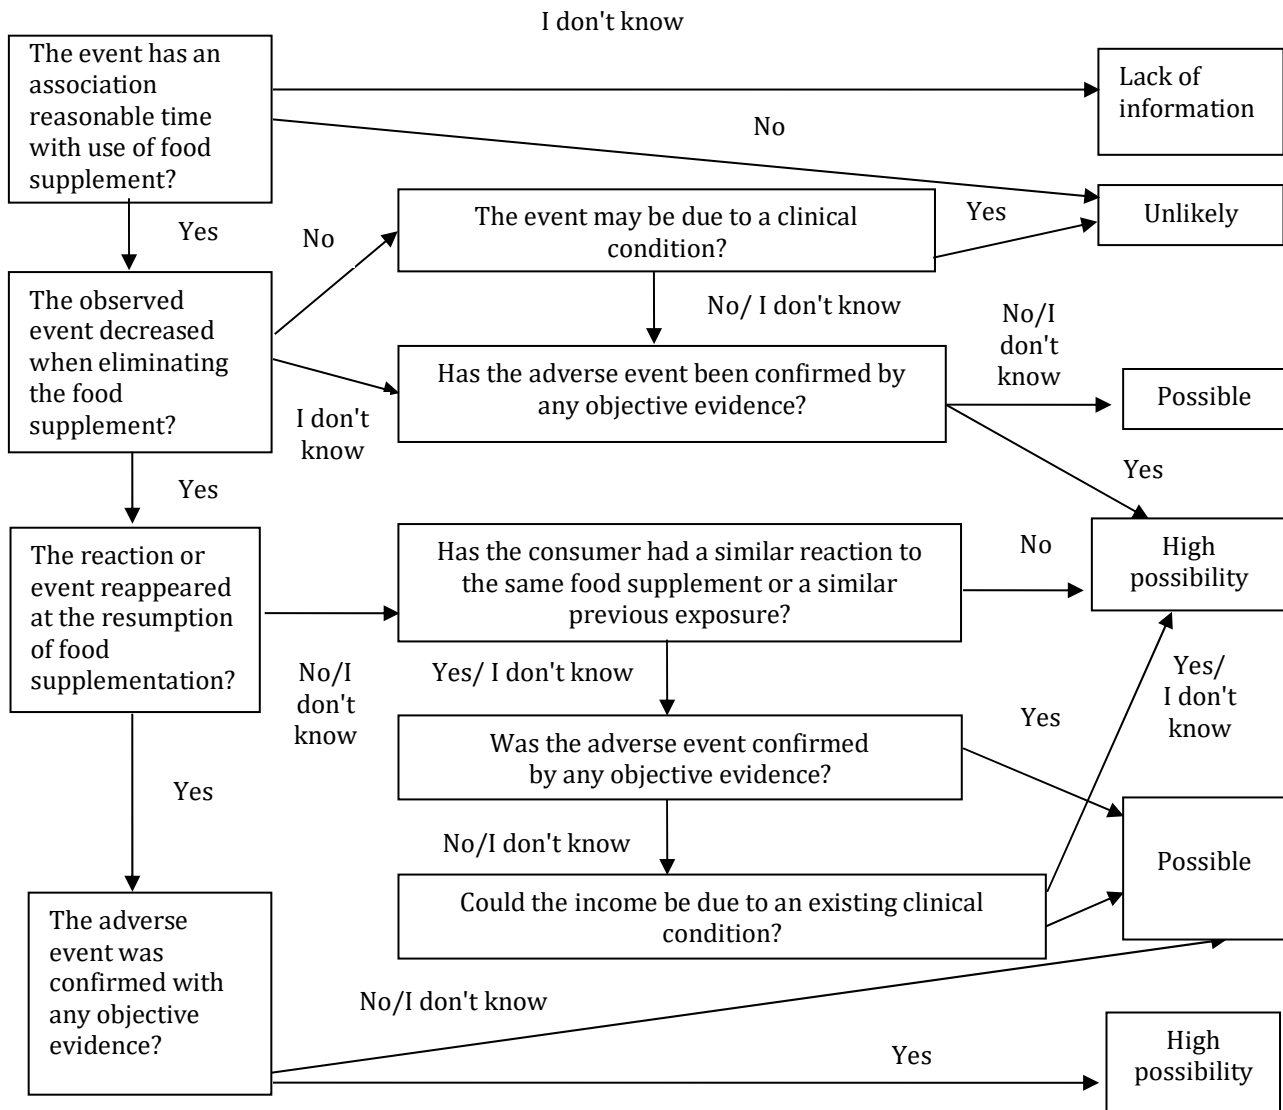 I don't know
The event has an
association
reasonable time
with use of food
supplement?
Lack of
information
No
Unlikely
The event may be due to a clinical
condition?
Yes
Yes
No
The observed
event decreased
when eliminating
the food
supplement?
No/ I don't know
No/I
don't
know
Has the adverse event been confirmed by
any objective evidence?
Possible
I don't
know
Yes
Yes
The reaction or
event reappeared
at the resumption
of food
supplementation?
Has the consumer had a similar reaction to
the same food supplement or a similar
previous exposure?
No
High
possibility
No/I
don't
know
Yes/ I don't know
Yes/
I don't
know
Was the adverse event confirmed
by any objective evidence?
Yes
Yes
No/I don't know
Possible
Could the income be due to an existing clinical
condition?
The adverse
event was
confirmed with
any objective
evidence?
No/I don't know
Yes
High
possibility